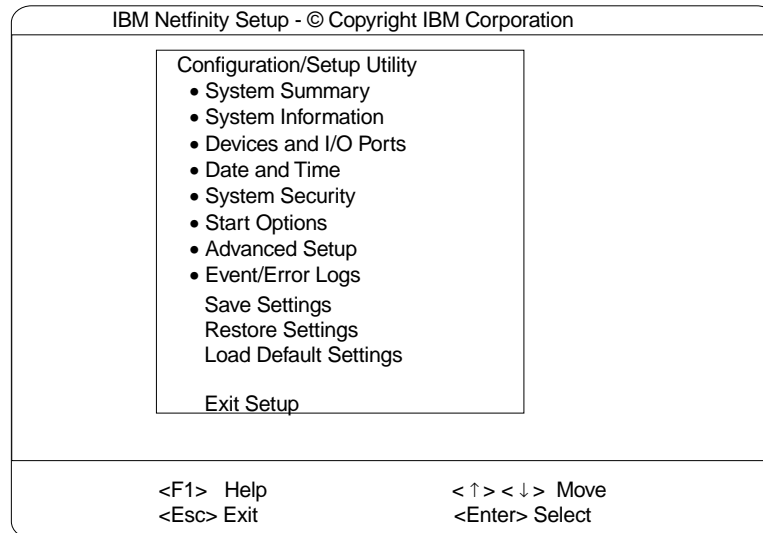 IBM Netfinity Setup - © Copyright IBM Corporation
Configuration/Setup Utility
• System Summary
• System Information
• Devices and I/O Ports
• Date and Time
• System Security
• Start Options
• Advanced Setup
• Event/Error Logs
Save Settings
Restore Settings
Load Default Settings
Exit Setup
<F1> Help <↑> <↓> Move
<Esc> Exit <Enter> Select